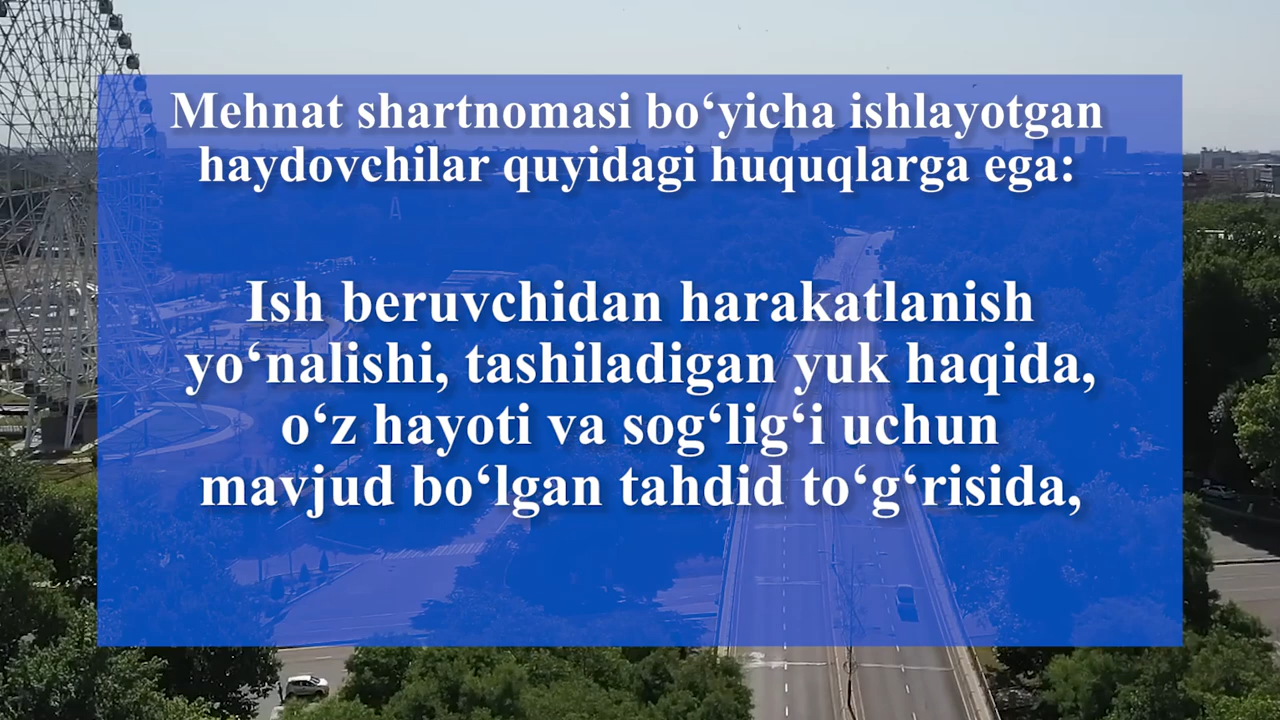 Mehnat shartnomasi bo‘yicha ishlayotgan
haydovchilar quyidagi huquqlarga ega:
Ish beruvchidan harakatlanish
yo‘nalishi, tashiladigan yuk haqida,
o‘z hayoti va sog‘lig‘i uchun
mavjud bo‘lgan tahdid to‘g‘risida,